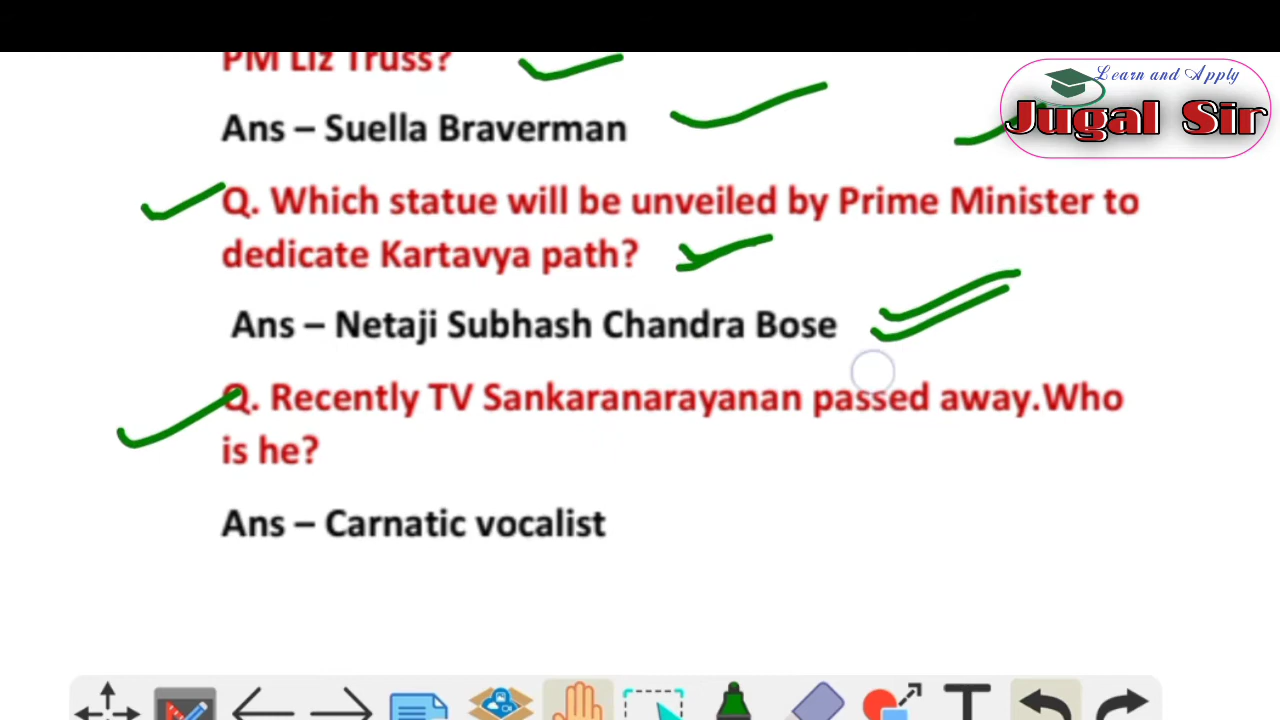 PM Liz Truss?
Learn and Apply
Jugal Sir
Ans – Suella Braverman
Q. Which statue will be unveiled by Prime Minister to
dedicate Kartavya path?
Ans – Netaji Subhash Chandra Bose
Q. Recently TV Sankaranarayanan passed away.Who
is he?
Ans – Carnatic vocalist
T